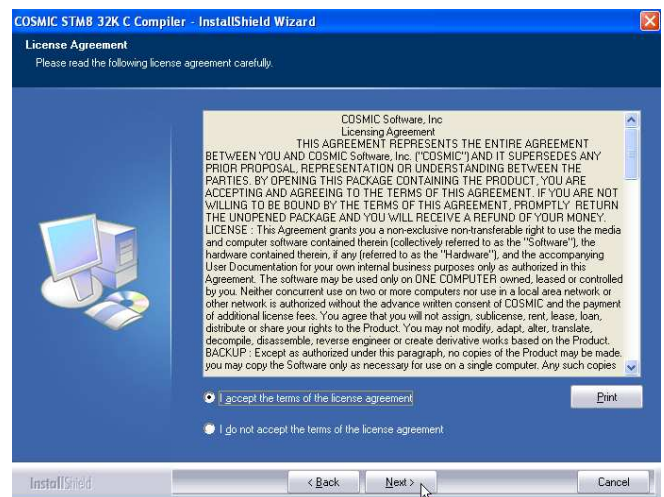 COSMIC STM8 32K C Compiler - InstallShield Wizard
License Agreement
Please read the following license agreement carefully.
COSMIC Software, Inc
Licensing Agreement
THIS AGREEMENT REPRESENTS THE ENTIRE AGREEMENT
BETWEEN YOU AND COSMIC Software, Inc. ("COSMIC") AND IT SUPERSEDES ANY
PRIOR PROPOSAL, REPRESENTATION OR UNDERSTANDING BETWEEN THE
PARTIES. BY OPENING THIS PACKAGE CONTAINING THE PRODUCT, YOU ARE
ACCEPTING AND AGREEING TO THE TERMS OF THIS AGREEMENT. IF YOU ARE NOT
WILLING TO BE BOUND BY THE TERMS OF THIS AGREEMENT, PROMPTLY RETURN
THE UNOPENED PACKAGE AND YOU WILL RECEIVE A REFUND OF YOUR MONEY.
LICENSE : This Agreement grants you a non-exclusive non-transferable right to use the media
and computer software contained therein (collectively referred to as the "Software"), the
hardware contained therein, if any (referred to as the "Hardware"), and the accompanying
User Documentation for your own internal business purposes only as authorized in this
Agreement. The software may be used only on ONE COMPUTER owned, leased or controlled
by you. Neither concurrent use on two or more computers nor use in a local area network or
other network is authorized without the advance written consent of COSMIC and the payment
of additional license fees. You agree that you will not assign, sublicense, rent, lease, loan,
distribute or share your rights to the Product. You may not modify, adapt, alter, translate,
decompile, disassemble, reverse engineer or create derivative works based on the Product.
BACKUP : Except as authorized under this paragraph, no copies of the Product may be made.
you may copy the Software only as necessary for use on a single computer. Any such copies
I accept the terms of the license agreement
Print
I do not accept the terms of the license agreement
InstallShield
< Back
Next >
Cancel